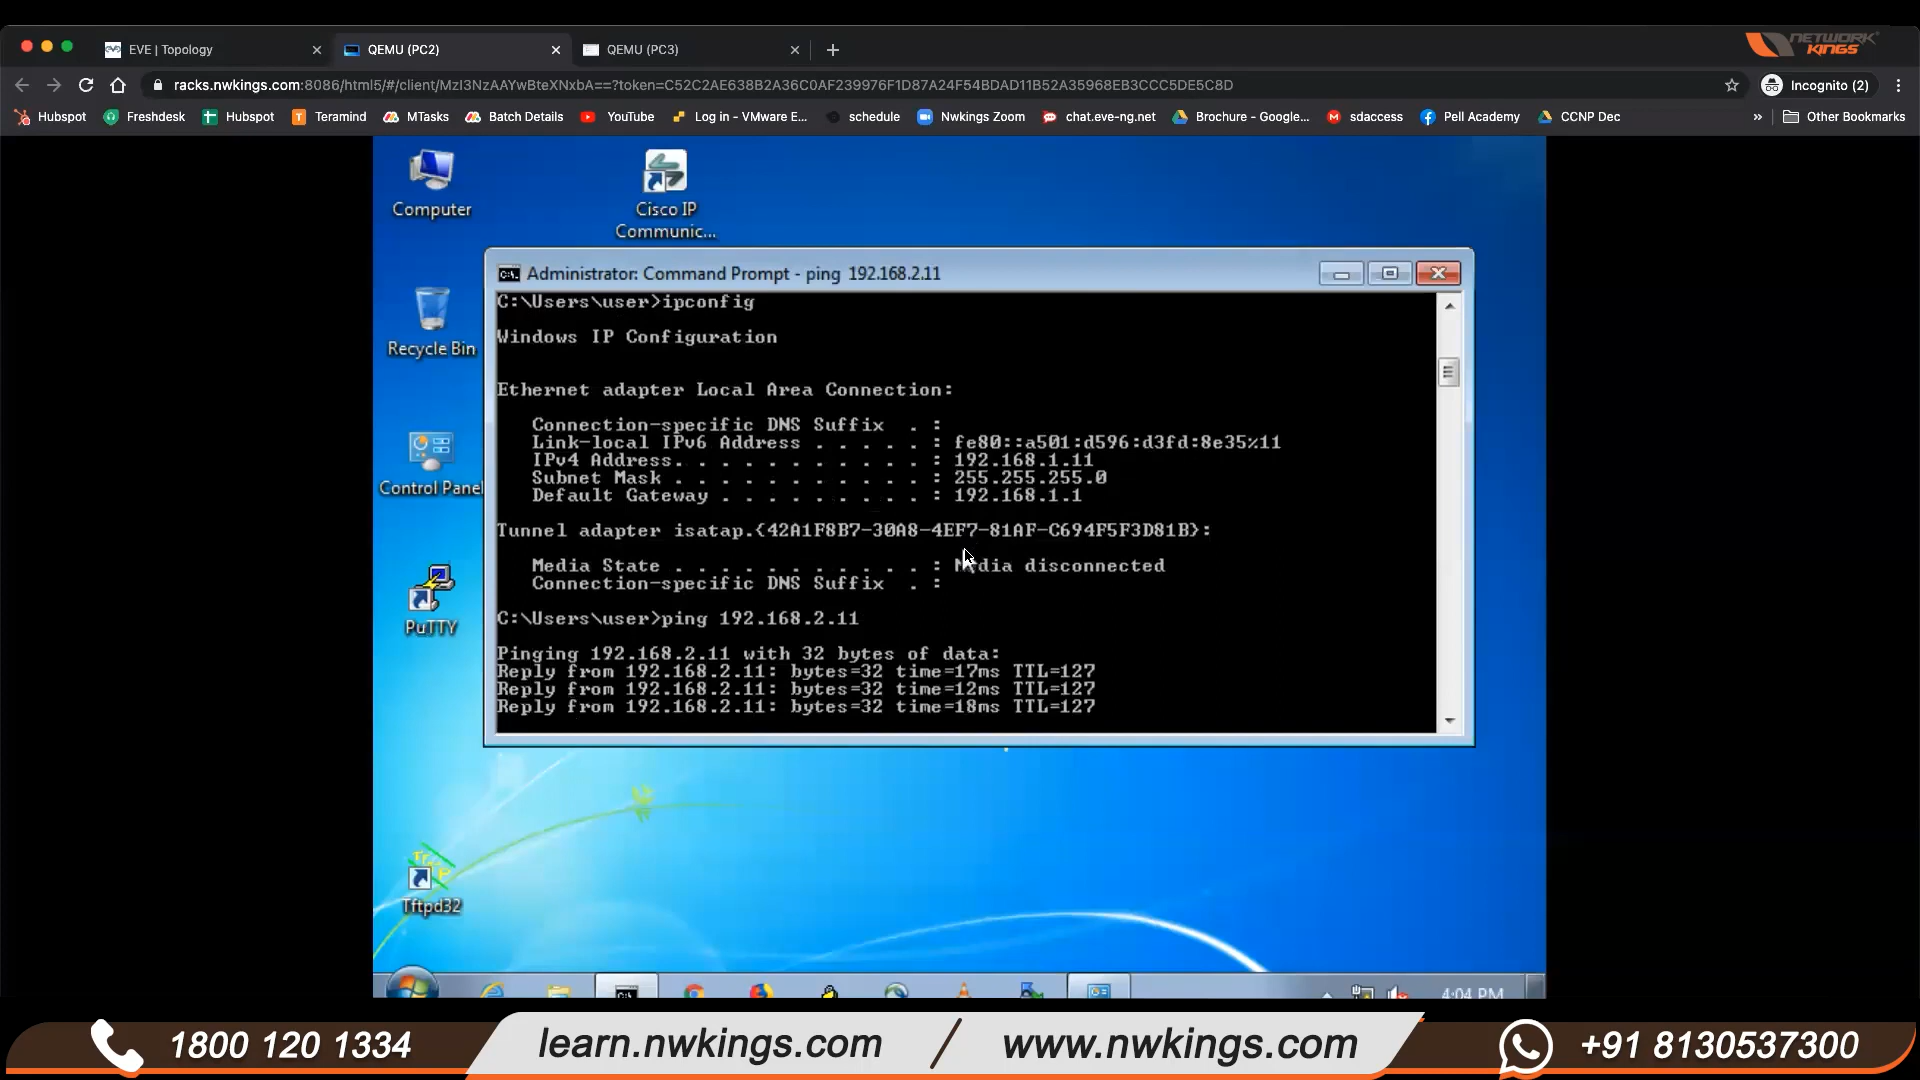 EVE | Topology
QEMU (PC2)
QEMU (PC3)
NETWORK
KINGS
racks.nwkings.com:8086/html5/#/client/MzI3NzAAYwBteXNxbA==?token=C52C2AE638B2A36C0AF239976F1D87A24F54BDAD11B52A35968EB3CCC5DE5C8D
Incognito (2)
Hubspot
Freshdesk
Hubspot
Teramind
MTasks
Batch Details
YouTube
Log in - VMware E...
schedule
Nwkings Zoom
chat.eve-ng.net
Brochure - Google...
sdaccess
Pell Academy
CCNP Dec
»
Other Bookmarks
Computer
Cisco IP
Communic...
Recycle Bin
Control Panel
PuTTY
Tftpd32
Administrator: Command Prompt - ping 192.168.2.11
C:\Users\user>ipconfig
Windows IP Configuration
Ethernet adapter Local Area Connection:
Connection-specific DNS Suffix . :
Link-local IPv6 Address . . . . . : fe80::a501:d596:d3fd:8e35%11
IPv4 Address. . . . . . . . . . . : 192.168.1.11
Subnet Mask . . . . . . . . . . . : 255.255.255.0
Default Gateway . . . . . . . . . : 192.168.1.1
Tunnel adapter isatap.{42A1F8B7-30A8-4EF7-81AF-C694F5F3D81B}:
Media State . . . . . . . . . . . : Media disconnected
Connection-specific DNS Suffix . :
C:\Users\user>ping 192.168.2.11
Pinging 192.168.2.11 with 32 bytes of data:
Reply from 192.168.2.11: bytes=32 time=17ms TTL=127
Reply from 192.168.2.11: bytes=32 time=12ms TTL=127
Reply from 192.168.2.11: bytes=32 time=18ms TTL=127
4:04 PM
1800 120 1334
learn.nwkings.com / www.nwkings.com
+91 8130537300